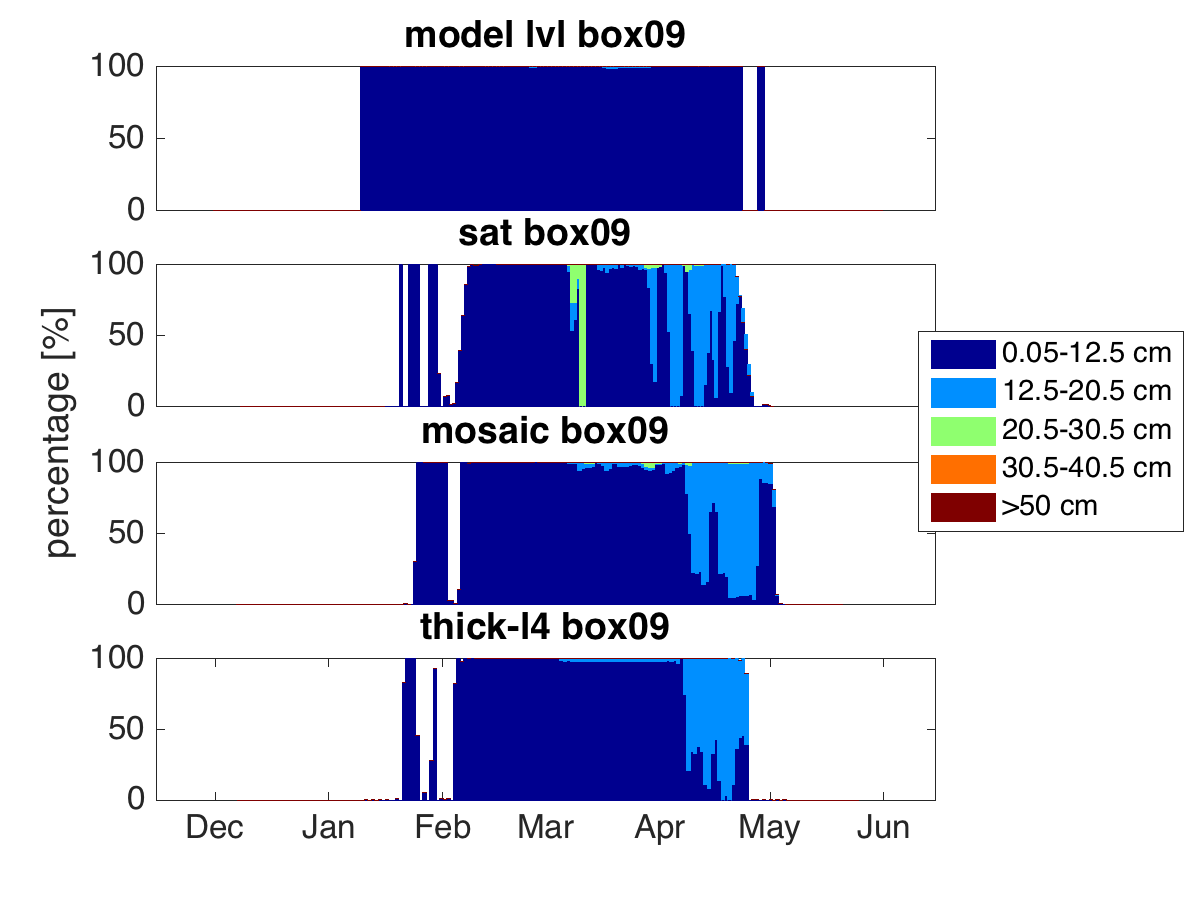 model lvl box09
100
50
0
sat box09
100
50
0
percentage [%]
0.05-12.5 cm
12.5-20.5 cm
20.5-30.5 cm
30.5-40.5 cm
>50 cm
mosaic box09
100
50
0
thick-l4 box09
100
50
0
Dec Jan Feb Mar Apr May Jun